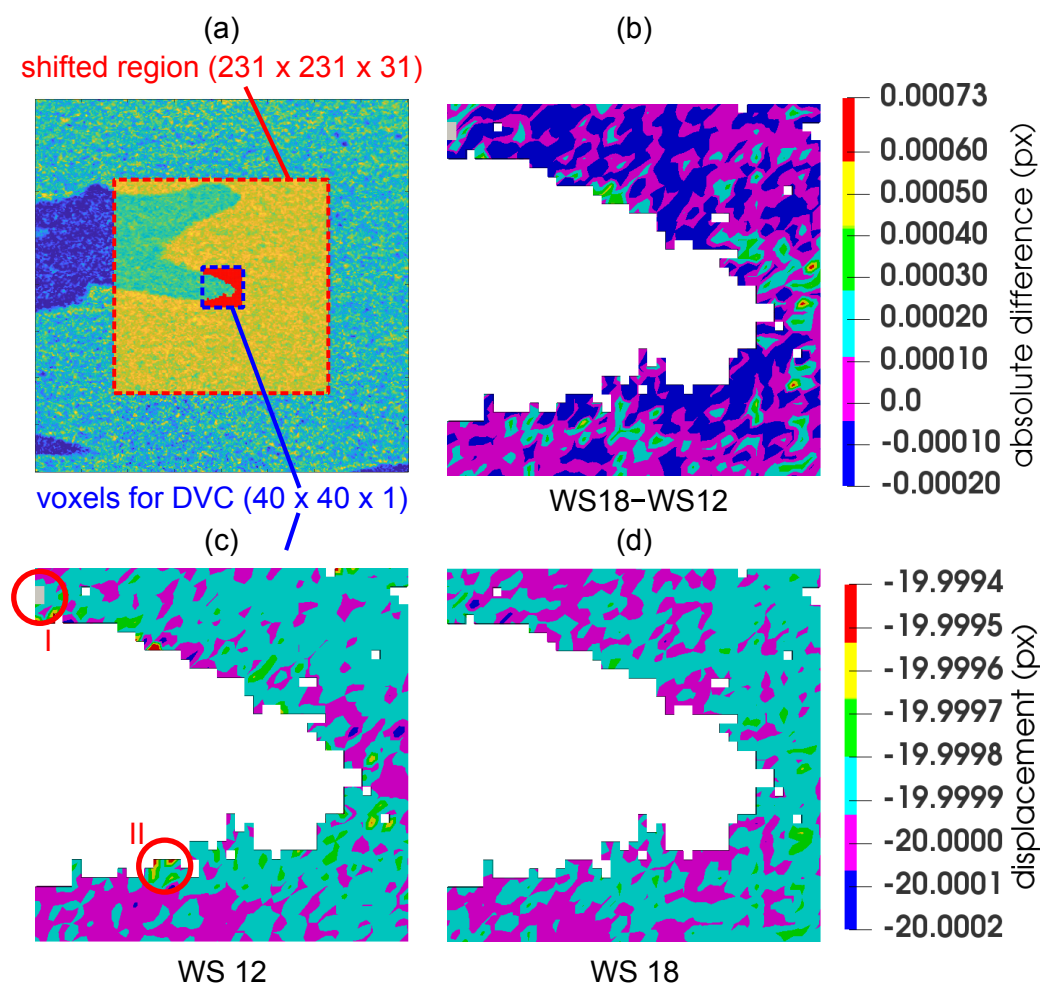 (a)
shifted region (231 x 231 x 31)
voxels for DVC (40 x 40 x 1)
(b)
0.00073
0.00060
0.00050
0.00040
0.00030
0.00020
0.00010
0.0
-0.00010
-0.00020
absolute difference (px)
WS18−WS12
(c)
I
II
WS 12
(d)
WS 18
-19.9994
-19.9995
-19.9996
-19.9997
-19.9998
-19.9999
-20.0000
-20.0001
-20.0002
displacement (px)